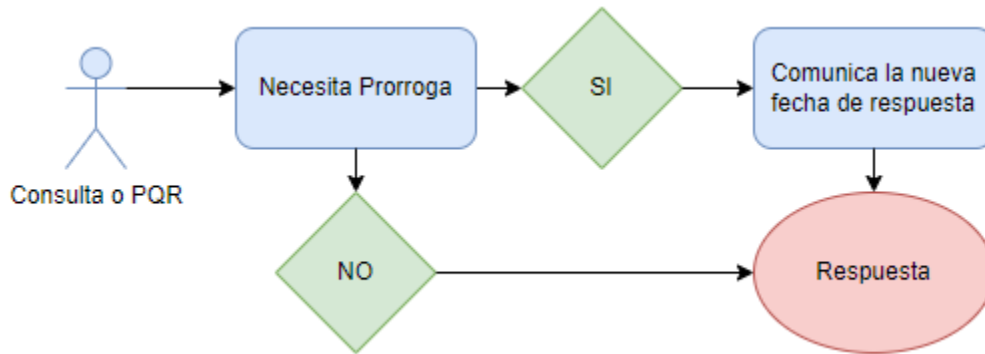 Necesita Prorroga
SI
Comunica la nueva
fecha de respuesta
Consulta o PQR
NO
Respuesta